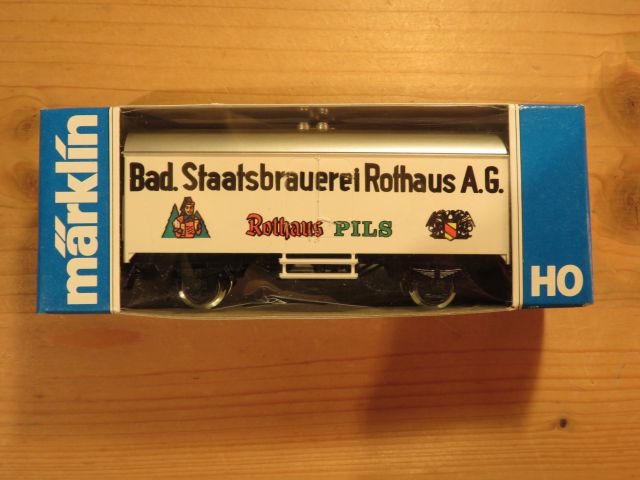 märklin
Bad. Staatsbrauerei Rothaus A.G.
Rothaus PILS
HO